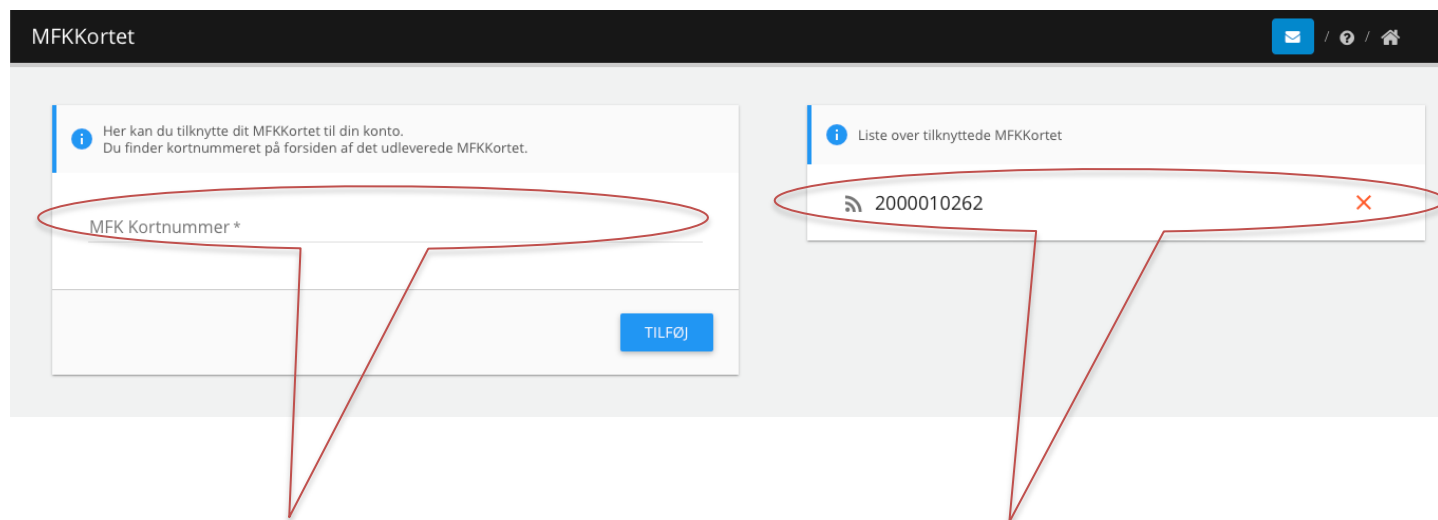 MFKKortet
/ /
Her kan du tilknytte dit MFKKortet til din konto.
Du finder kortnummeret på forsiden af det udleverede MFKKortet.
MFK Kortnummer *
TILFØJ
Liste over tilknyttede MFKKortet
2000010262